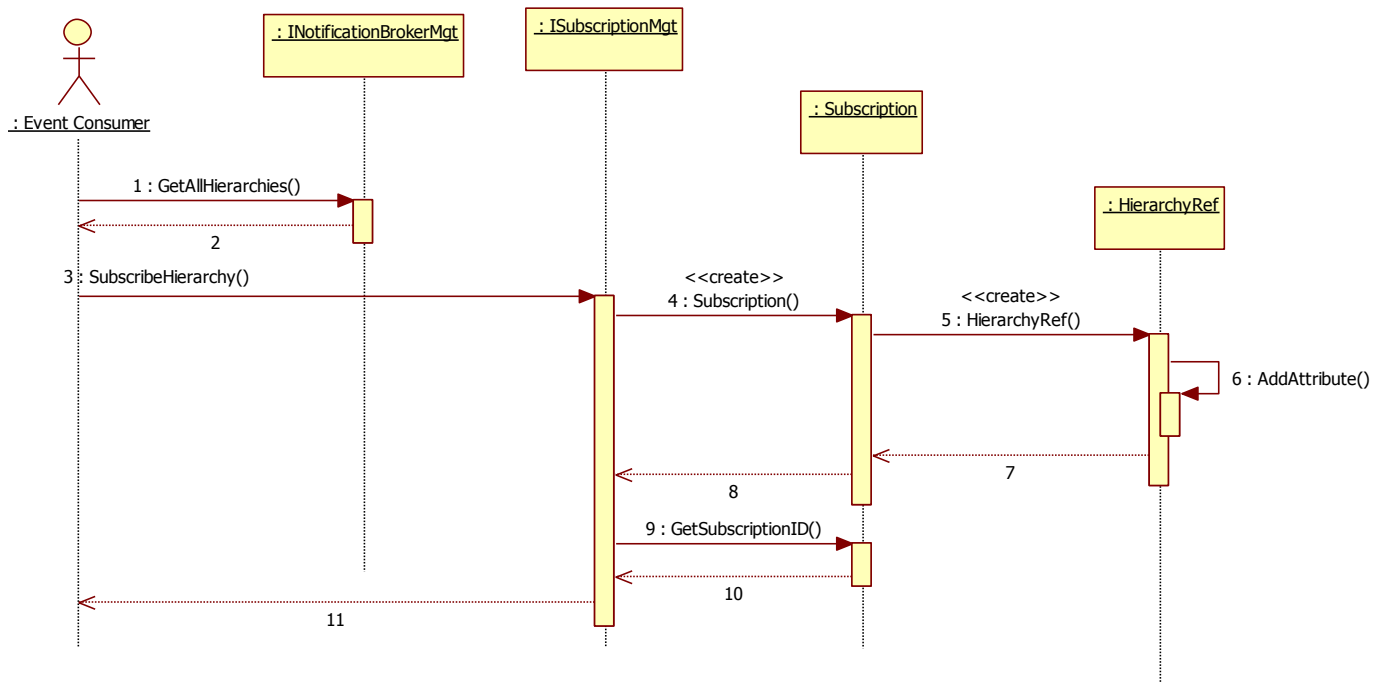 : INotificationBrokerMgt
: ISubscriptionMgt
: Subscription
: Event Consumer
: HierarchyRef
1 : GetAllHierarchies()
2
3 : SubscribeHierarchy()
<<create>>
4 : Subscription()
<<create>>
5 : HierarchyRef()
6 : AddAttribute()
7
8
9 : GetSubscriptionID()
10
11